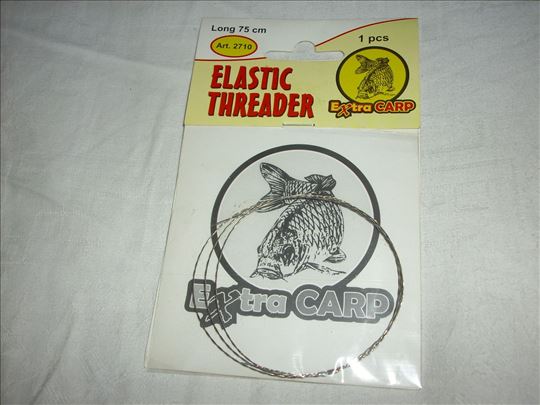 Long 75 cm
1 pcs
Art. 2710
ELASTIC
THREADER
Extra CARP
Extra CARP